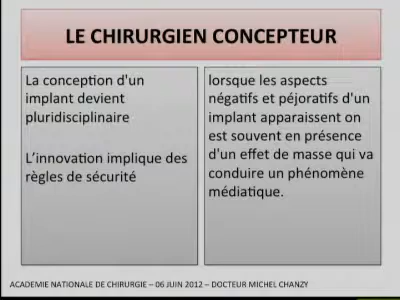 LE CHIRURGIEN CONCEPTEUR
La conception d'un
implant devient
pluridisciplinaire
L'innovation implique des
règles de sécurité
lorsque les aspects
négatifs et péjoratifs d'un
implant apparaissent on
est souvent en présence
d'un effet de masse qui va
conduire un phénomène
médiatique.
ACADEMIE NATIONALE DE CHIRURGIE – 06 JUIN 2012 – DOCTEUR MICHEL CHANZY